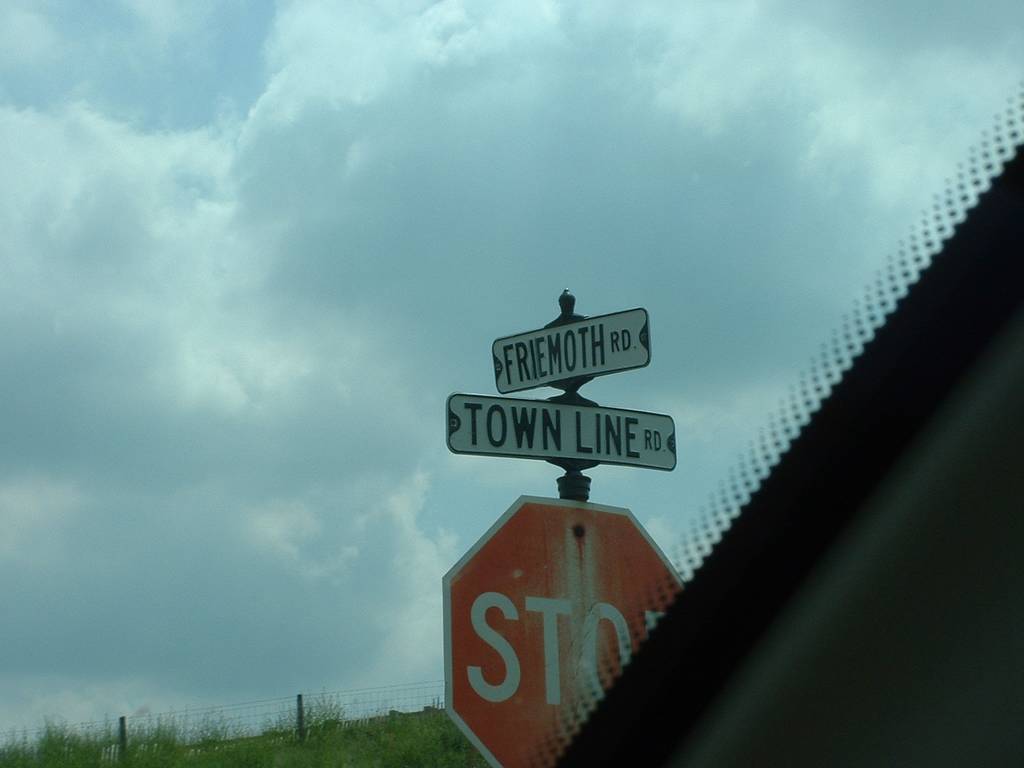 FRIEMOTH RD.
TOWN LINE RD.
STO